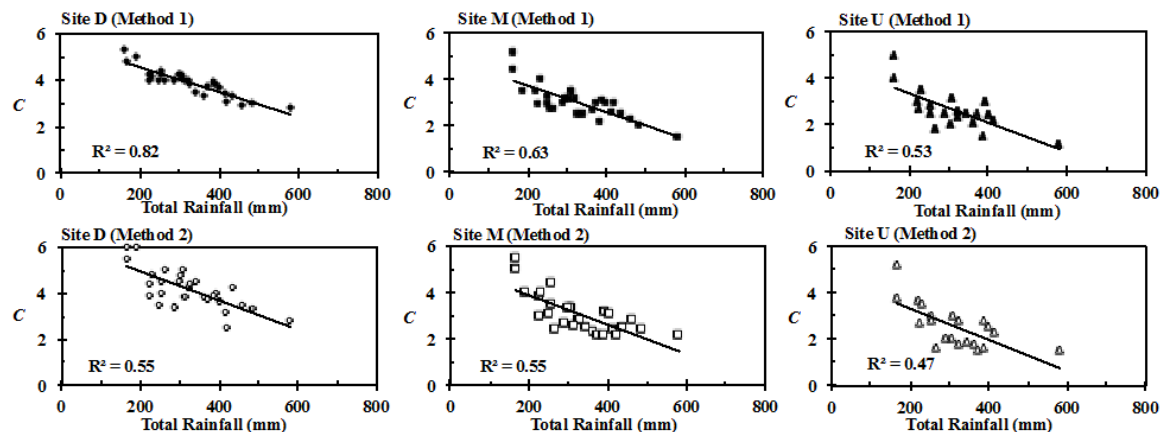 Site D (Method 1)
6
4
C
2
0
R² = 0.82
0 200 400 600 800
Total Rainfall (mm)
Site M (Method 1)
6
4
C
2
0
R² = 0.63
0 200 400 600 800
Total Rainfall (mm)
Site U (Method 1)
6
4
C
2
0
R² = 0.53
0 200 400 600 800
Total Rainfall (mm)
Site D (Method 2)
6
4
C
2
0
R² = 0.55
0 200 400 600 800
Total Rainfall (mm)
Site M (Method 2)
6
4
C
2
0
R² = 0.55
0 200 400 600 800
Total Rainfall (mm)
Site U (Method 2)
6
4
C
2
0
R² = 0.47
0 200 400 600 800
Total Rainfall (mm)